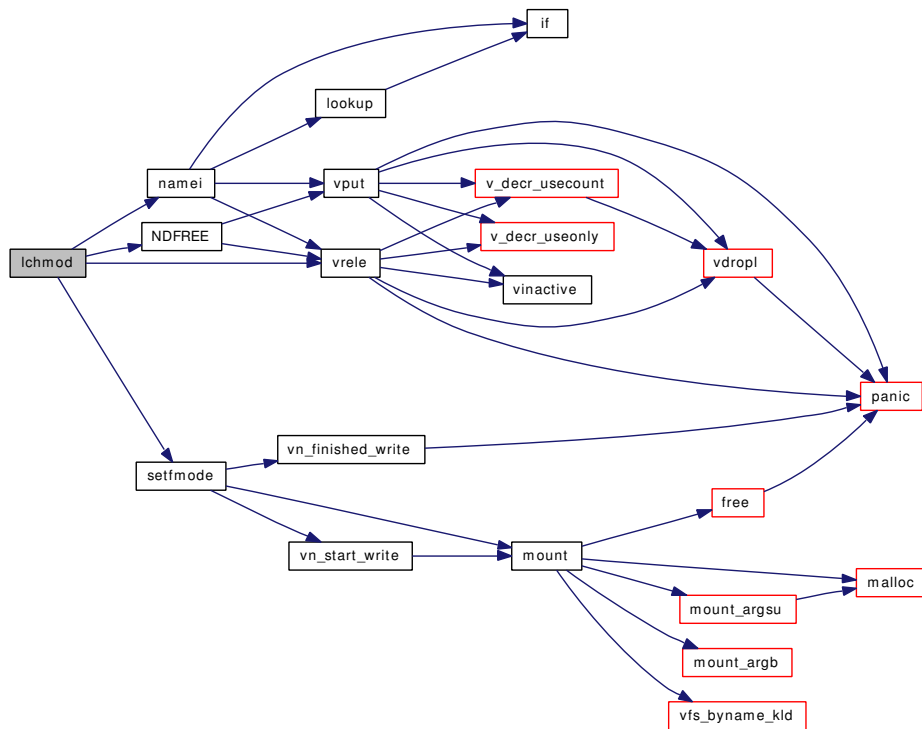 if
lookup
namei
vput
v_decr_usecount
NDFREE
v_decr_useonly
lchmod
vrele
vdropl
vinactive
panic
vn_finished_write
setfmode
free
vn_start_write
mount
malloc
mount_argsu
mount_argb
vfs_byname_kld